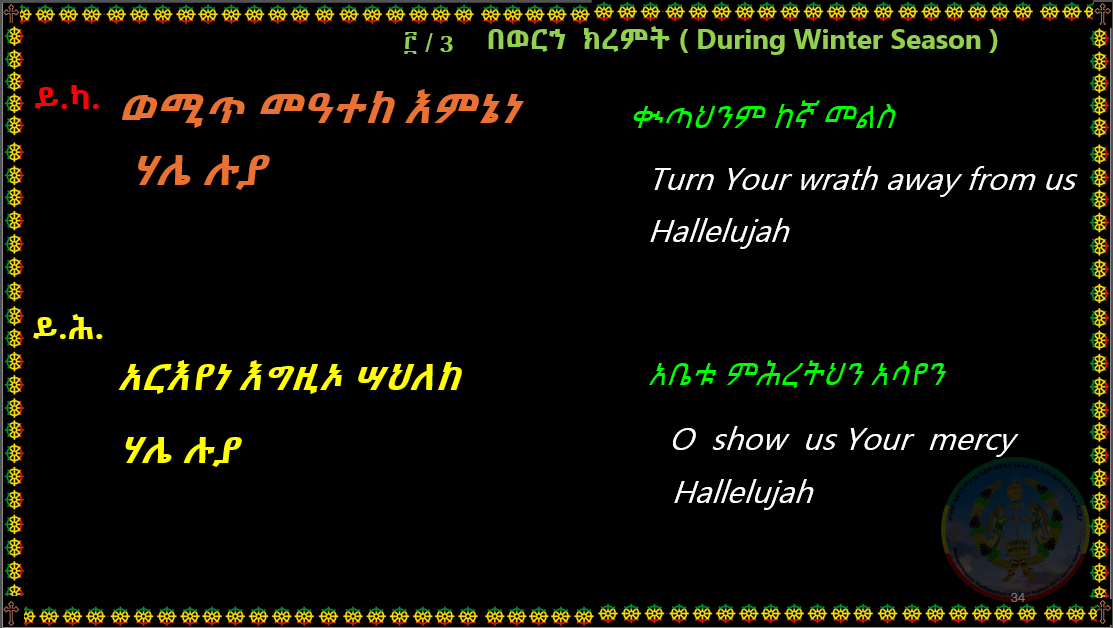 ፫ / 3 በወርኀ ክረምት ( During Winter Season )
ይ.ካ. ወሚጥ መዓተከ እምኔነ
ሃሌ ሉያ
ቍጣህንም ከኛ መልስ
Turn Your wrath away from us
Hallelujah
ይ.ሕ.
አርእየነ እግዚኦ ሣህለከ
ሃሌ ሉያ
አቤቱ ምሕረትህን አሳየን
O show us Your mercy
Hallelujah
34